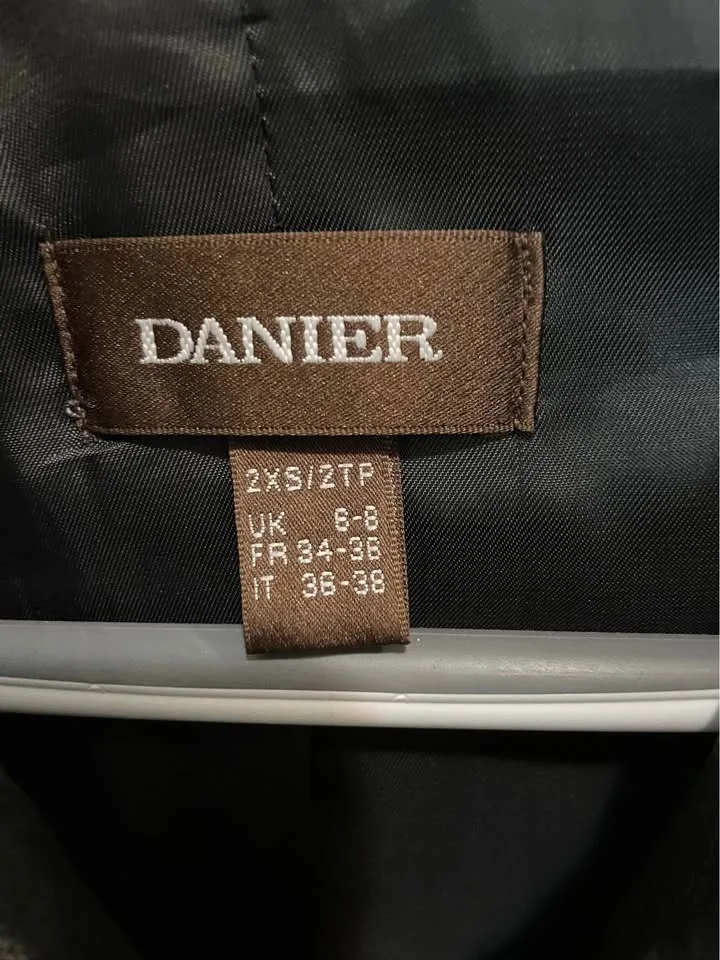 DANIER
2XS/2TP
UK 6-8
FR 34-36
IT 36-38